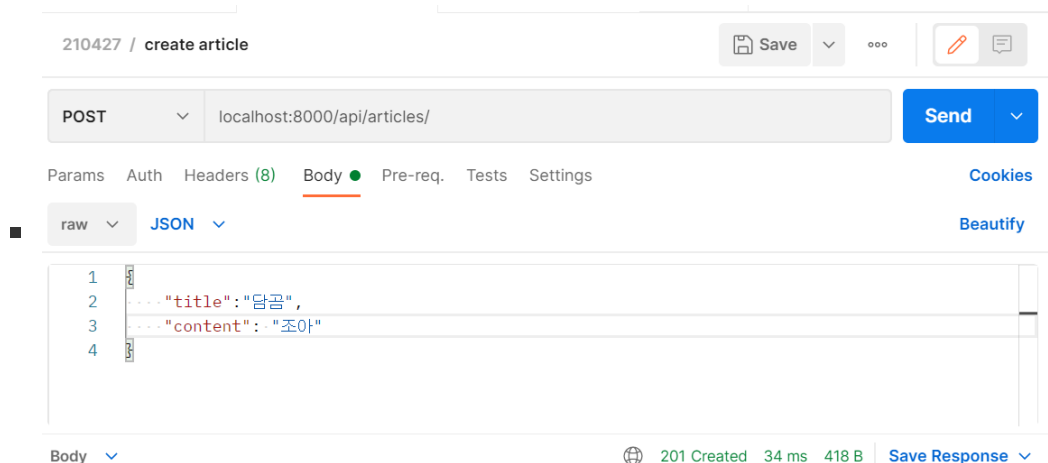 210427 / create article Save
POST localhost:8000/api/articles/ Send
Params Auth Headers (8) Body Pre-req. Tests Settings Cookies
raw JSON Beautify
1 {
2 "title":"담곰",
3 "content": "조아"
4 }
Body 201 Created 34 ms 418 B Save Response